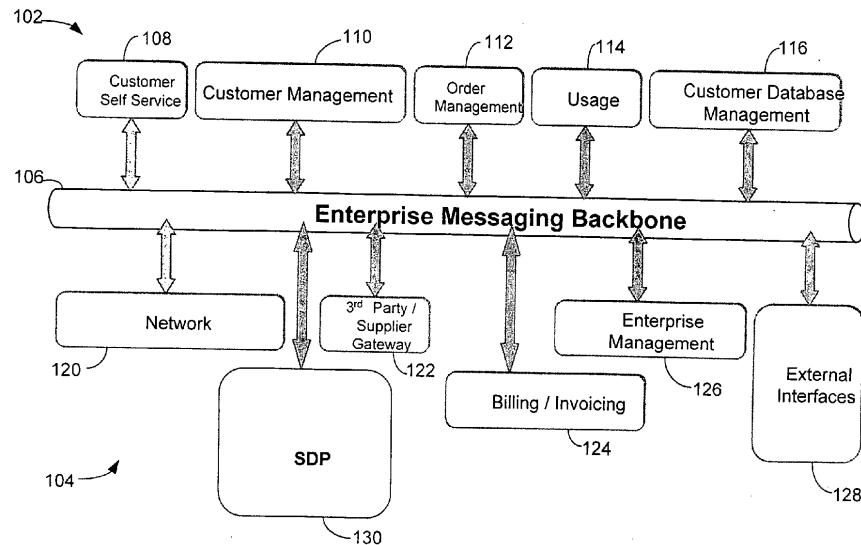 102
108
110
112
114
116
Customer
Self Service
Customer Management
Order
Management
Usage
Customer Database
Management
106
Enterprise Messaging Backbone
Network
3rd Party /
Supplier
Gateway
Enterprise
Management
External
Interfaces
120
122
126
Billing / Invoicing
124
SDP
104
128
130